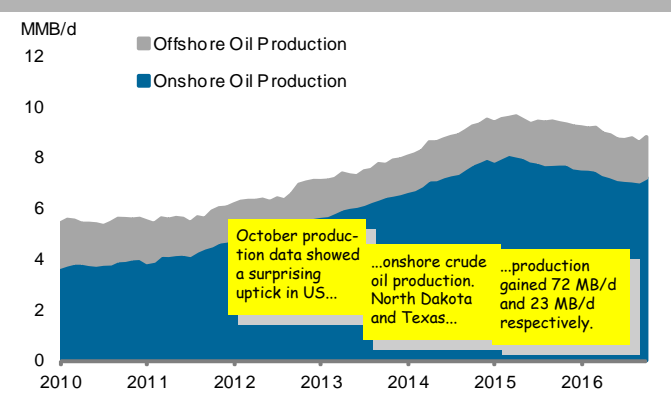 MMB/d
Offshore Oil Production
Onshore Oil Production
12
10
8
6
4
2
0
October produc-
tion data showed
a surprising
uptick in US...
...onshore crude
oil production.
North Dakota
and Texas...
...production
gained 72 MB/d
and 23 MB/d
respectively.
2010 2011 2012 2013 2014 2015 2016